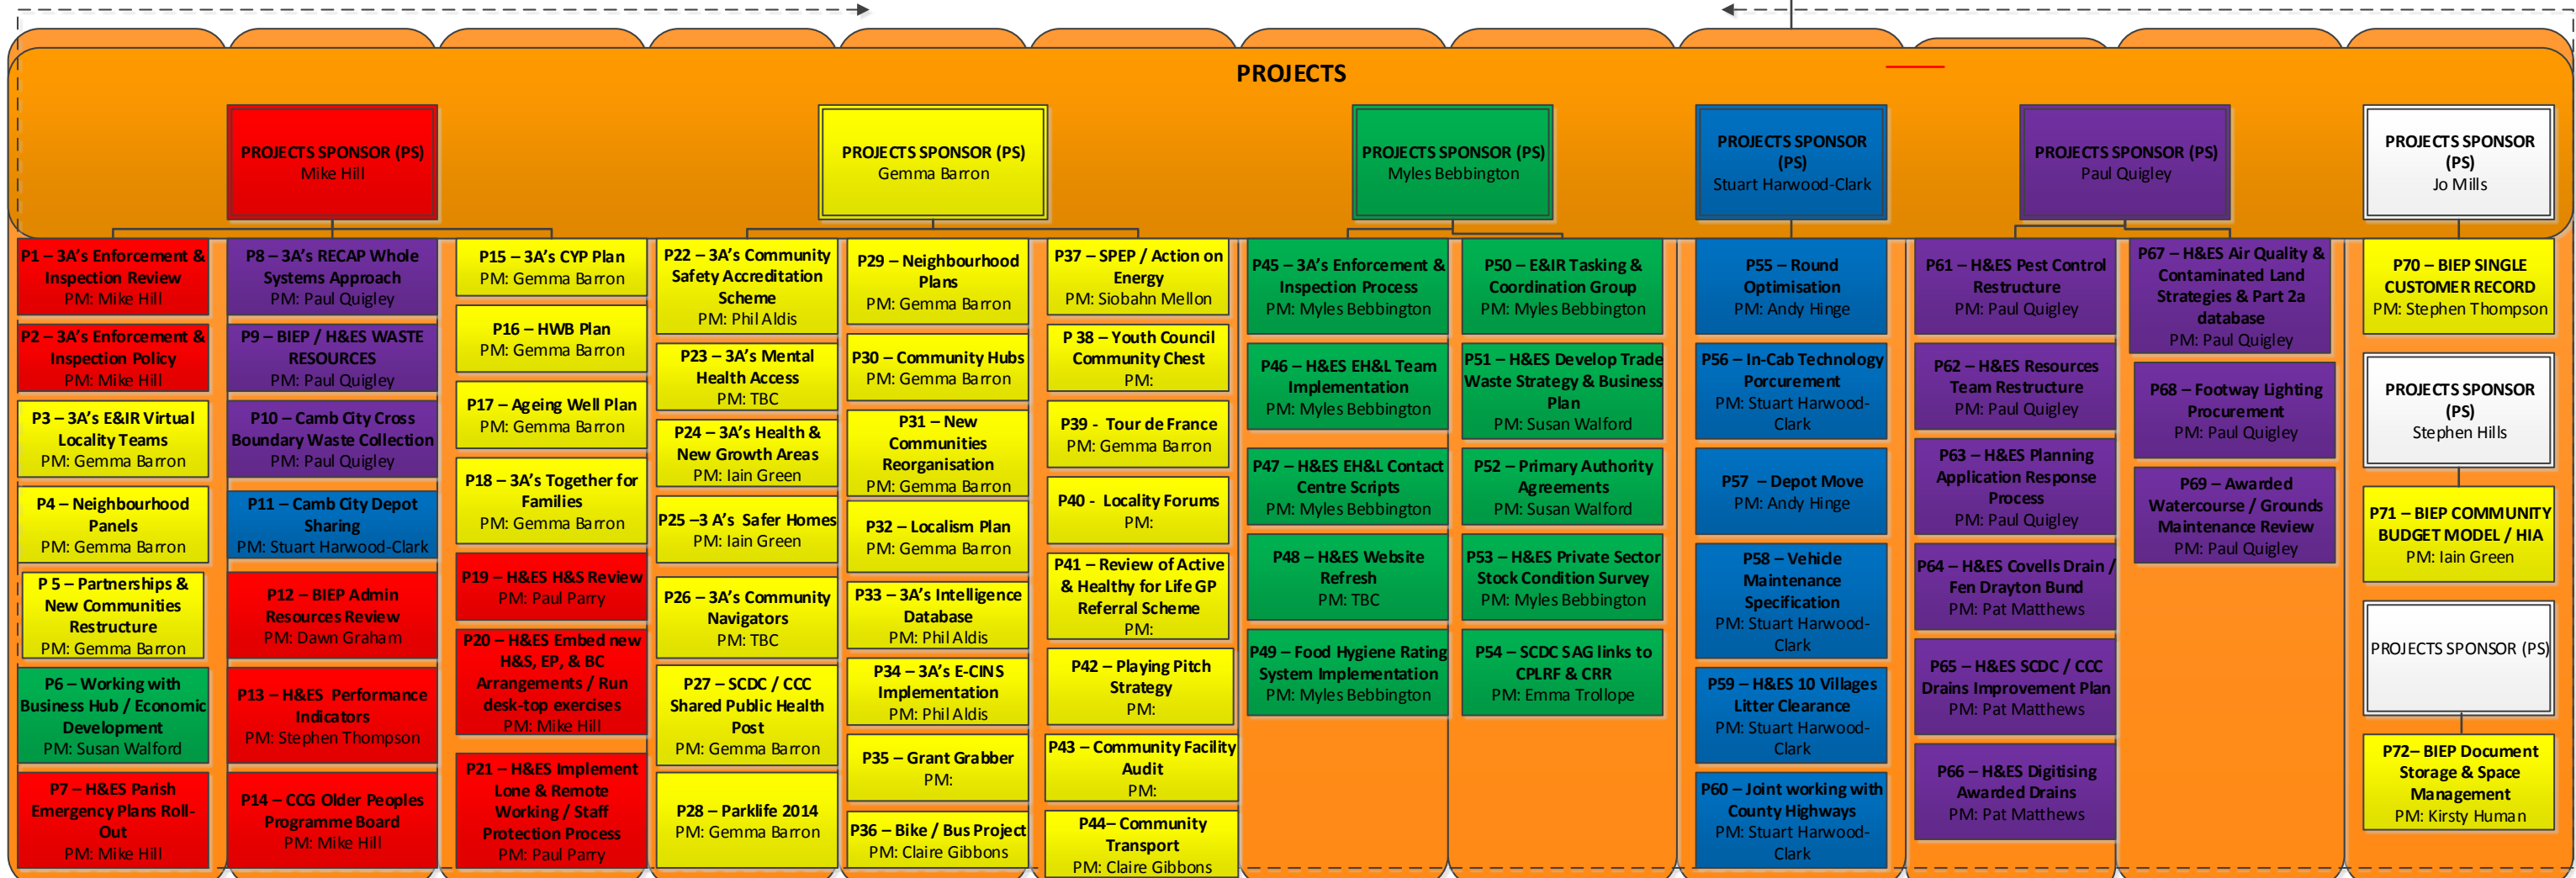 PROJECTS
PROJECTS SPONSOR (PS)
Mike Hill
PROJECTS SPONSOR (PS)
Gemma Barron
PROJECTS SPONSOR (PS)
Myles Bebbington
PROJECTS SPONSOR
(PS)
Stuart Harwood-Clark
PROJECTS SPONSOR (PS)
Paul Quigley
PROJECTS SPONSOR
(PS)
Jo Mills
P1 – 3A's Enforcement &
Inspection Review
PM: Mike Hill
P2 – 3A's Enforcement &
Inspection Policy
PM: Mike Hill
P3 – 3A's E&IR Virtual
Locality Teams
PM: Gemma Barron
P4 – Neighbourhood
Panels
PM: Gemma Barron
P 5 – Partnerships &
New Communities
Restructure
PM: Gemma Barron
P6 – Working with
Business Hub / Economic
Development
PM: Susan Walford
P7 – H&ES Parish
Emergency Plans Roll-
Out
PM: Mike Hill
P8 – 3A's RECAP Whole
Systems Approach
PM: Paul Quigley
P9 – BIEP / H&ES WASTE
RESOURCES
PM: Paul Quigley
P10 – Camb City Cross
Boundary Waste Collection
PM: Paul Quigley
P11 – Camb City Depot
Sharing
PM: Stuart Harwood-Clark
P12 – BIEP Admin
Resources Review
PM: Dawn Graham
P13 – H&ES Performance
Indicators
PM: Stephen Thompson
P14 – CCG Older Peoples
Programme Board
PM: Mike Hill
P15 – 3A's CYP Plan
PM: Gemma Barron
P16 – HWB Plan
PM: Gemma Barron
P17 – Ageing Well Plan
PM: Gemma Barron
P18 – 3A's Together for
Families
PM: Gemma Barron
P19 – H&ES H&S Review
PM: Paul Parry
P20 – H&ES Embed new
H&S, EP, & BC
Arrangements / Run
desk-top exercises
PM: Mike Hill
P21 – H&ES Implement
Lone & Remote
Working / Staff
Protection Process
PM: Paul Parry
P22 – 3A's Community
Safety Accreditation
Scheme
PM: Phil Aldis
P23 – 3A's Mental
Health Access
PM: TBC
P24 – 3A's Health &
New Growth Areas
PM: Iain Green
P25 –3 A's Safer Homes
PM: Iain Green
P26 – 3A's Community
Navigators
PM: TBC
P27 – SCDC / CCC
Shared Public Health
Post
PM: Gemma Barron
P28 – Parklife 2014
PM: Gemma Barron
P29 – Neighbourhood
Plans
PM: Gemma Barron
P30 – Community Hubs
PM: Gemma Barron
P31 – New
Communities
Reorganisation
PM: Gemma Barron
P32 – Localism Plan
PM: Gemma Barron
P33 – 3A's Intelligence
Database
PM: Phil Aldis
P34 – 3A's E-CINS
Implementation
PM: Phil Aldis
P35 – Grant Grabber
PM:
P36 – Bike / Bus Project
PM: Claire Gibbons
P37 – SPEP / Action on
Energy
PM: Siobahn Mellon
P 38 – Youth Council
Community Chest
PM:
P39 - Tour de France
PM: Gemma Barron
P40 - Locality Forums
PM:
P41 – Review of Active
& Healthy for Life GP
Referral Scheme
PM:
P42 – Playing Pitch
Strategy
PM:
P43 – Community Facility
Audit
PM:
P44– Community
Transport
PM: Claire Gibbons
P45 – 3A's Enforcement &
Inspection Process
PM: Myles Bebbington
P46 – H&ES EH&L Team
Implementation
PM: Myles Bebbington
P47 – H&ES EH&L Contact
Centre Scripts
PM: Myles Bebbington
P48 – H&ES Website
Refresh
PM: TBC
P49 – Food Hygiene Rating
System Implementation
PM: Myles Bebbington
P50 – E&IR Tasking &
Coordination Group
PM: Myles Bebbington
P51 – H&ES Develop Trade
Waste Strategy & Business
Plan
PM: Susan Walford
P52 – Primary Authority
Agreements
PM: Susan Walford
P53 – H&ES Private Sector
Stock Condition Survey
PM: Myles Bebbington
P54 – SCDC SAG links to
CPLRF & CRR
PM: Emma Trollope
P55 – Round
Optimisation
PM: Andy Hinge
P56 – In-Cab Technology
Porcurement
PM: Stuart Harwood-
Clark
P57 – Depot Move
PM: Andy Hinge
P58 – Vehicle
Maintenance
Specification
PM: Stuart Harwood-
Clark
P59 – H&ES 10 Villages
Litter Clearance
PM: Stuart Harwood-
Clark
P60 – Joint working with
County Highways
PM: Stuart Harwood-
Clark
P61 – H&ES Pest Control
Restructure
PM: Paul Quigley
P62 – H&ES Resources
Team Restructure
PM: Paul Quigley
P63 – H&ES Planning
Application Response
Process
PM: Paul Quigley
P64 – H&ES Covells Drain /
Fen Drayton Bund
PM: Pat Matthews
P65 – H&ES SCDC / CCC
Drains Improvement Plan
PM: Pat Matthews
P66 – H&ES Digitising
Awarded Drains
PM: Pat Matthews
P67 – H&ES Air Quality &
Contaminated Land
Strategies & Part 2a
database
PM: Paul Quigley
P68 – Footway Lighting
Procurement
PM: Paul Quigley
P69 – Awarded
Watercourse / Grounds
Maintenance Review
PM: Paul Quigley
P70 – BIEP SINGLE
CUSTOMER RECORD
PM: Stephen Thompson
PROJECTS SPONSOR
(PS)
Stephen Hills
P71 – BIEP COMMUNITY
BUDGET MODEL / HIA
PM: Iain Green
PROJECTS SPONSOR (PS)
P72– BIEP Document
Storage & Space
Management
PM: Kirsty Human